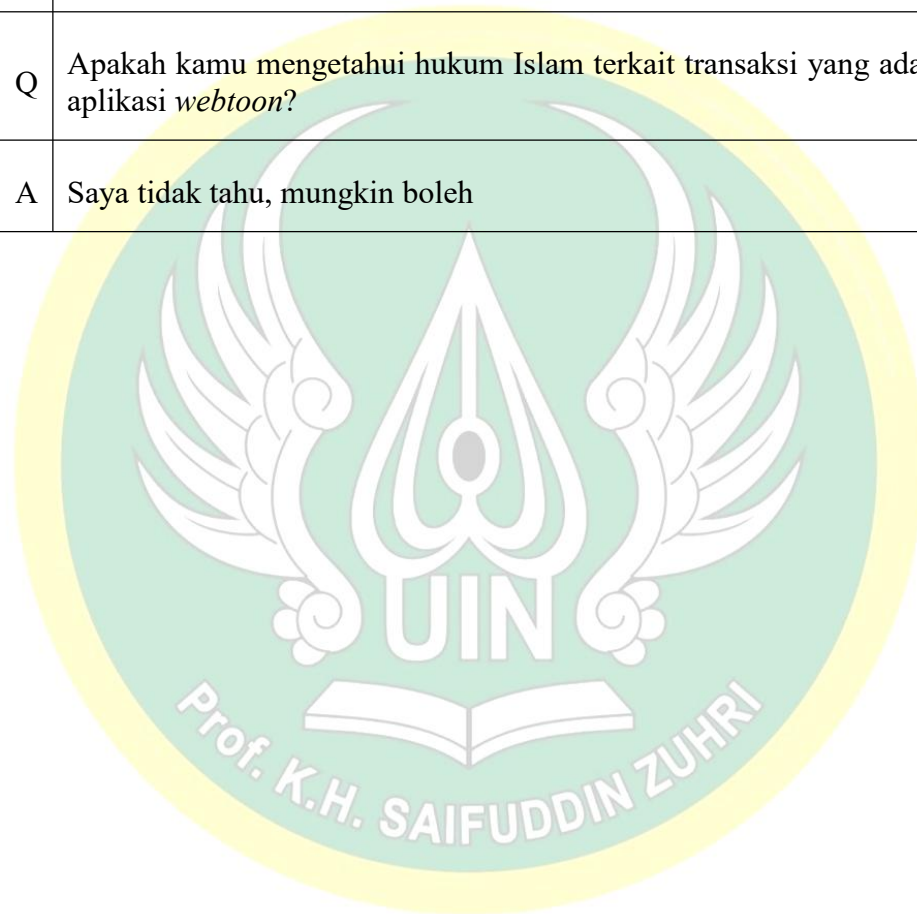 Q
Apakah kamu mengetahui hukum Islam terkait transaksi yang ada
aplikasi webtoon?
A
Saya tidak tahu, mungkin boleh
UIN
Prof. K.H. SAIFUDDIN ZUHRI